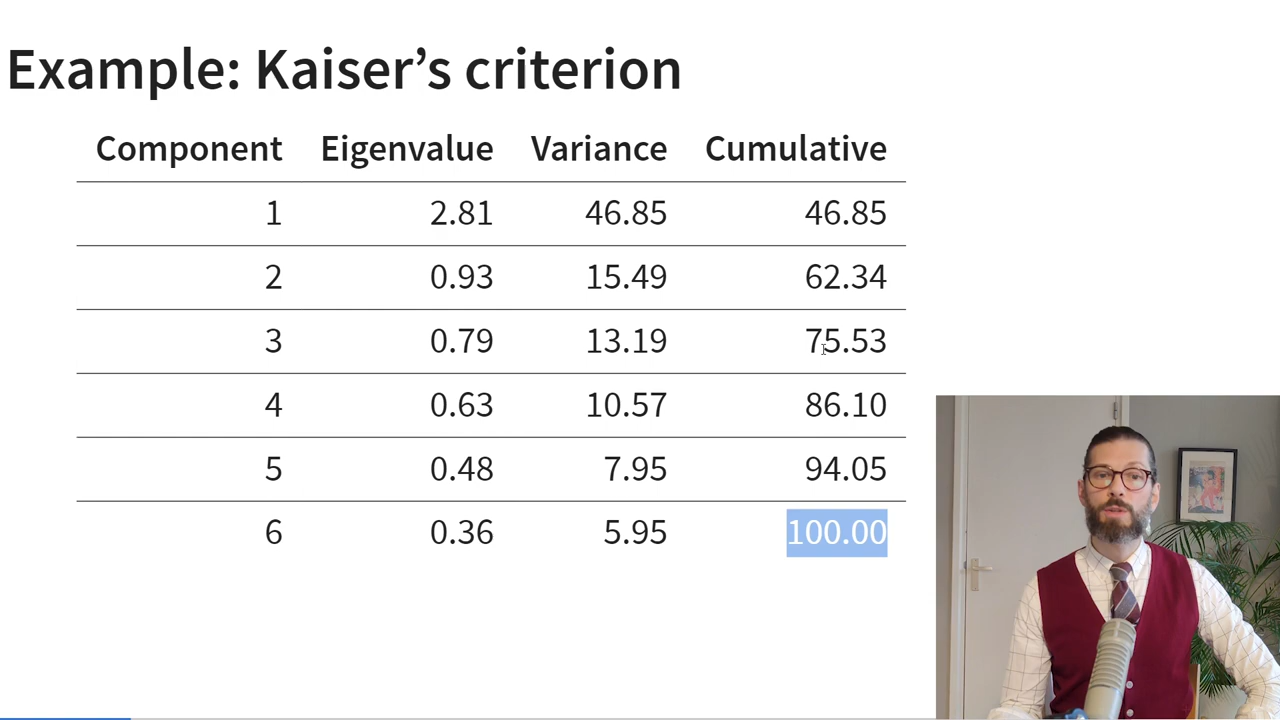 Example: Kaiser’s criterion
Component Eigenvalue Variance Cumulative
1 2.81 46.85 46.85
2 0.93 15.49 62.34
3 0.79 13.19 75.53
4 0.63 10.57 86.10
5 0.48 7.95 94.05
6 0.36 5.95 100.00